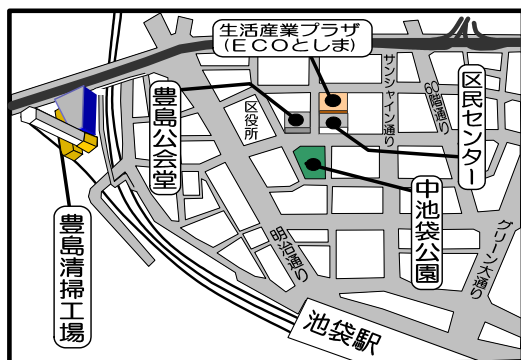 生活産業プラザ
(ECOとしま)
豊島公会堂
区役所
サンシャイン通り
60階通り
区民センター
中池袋公園
豊島清掃工場
明治通り
グリーン大通り
池袋駅